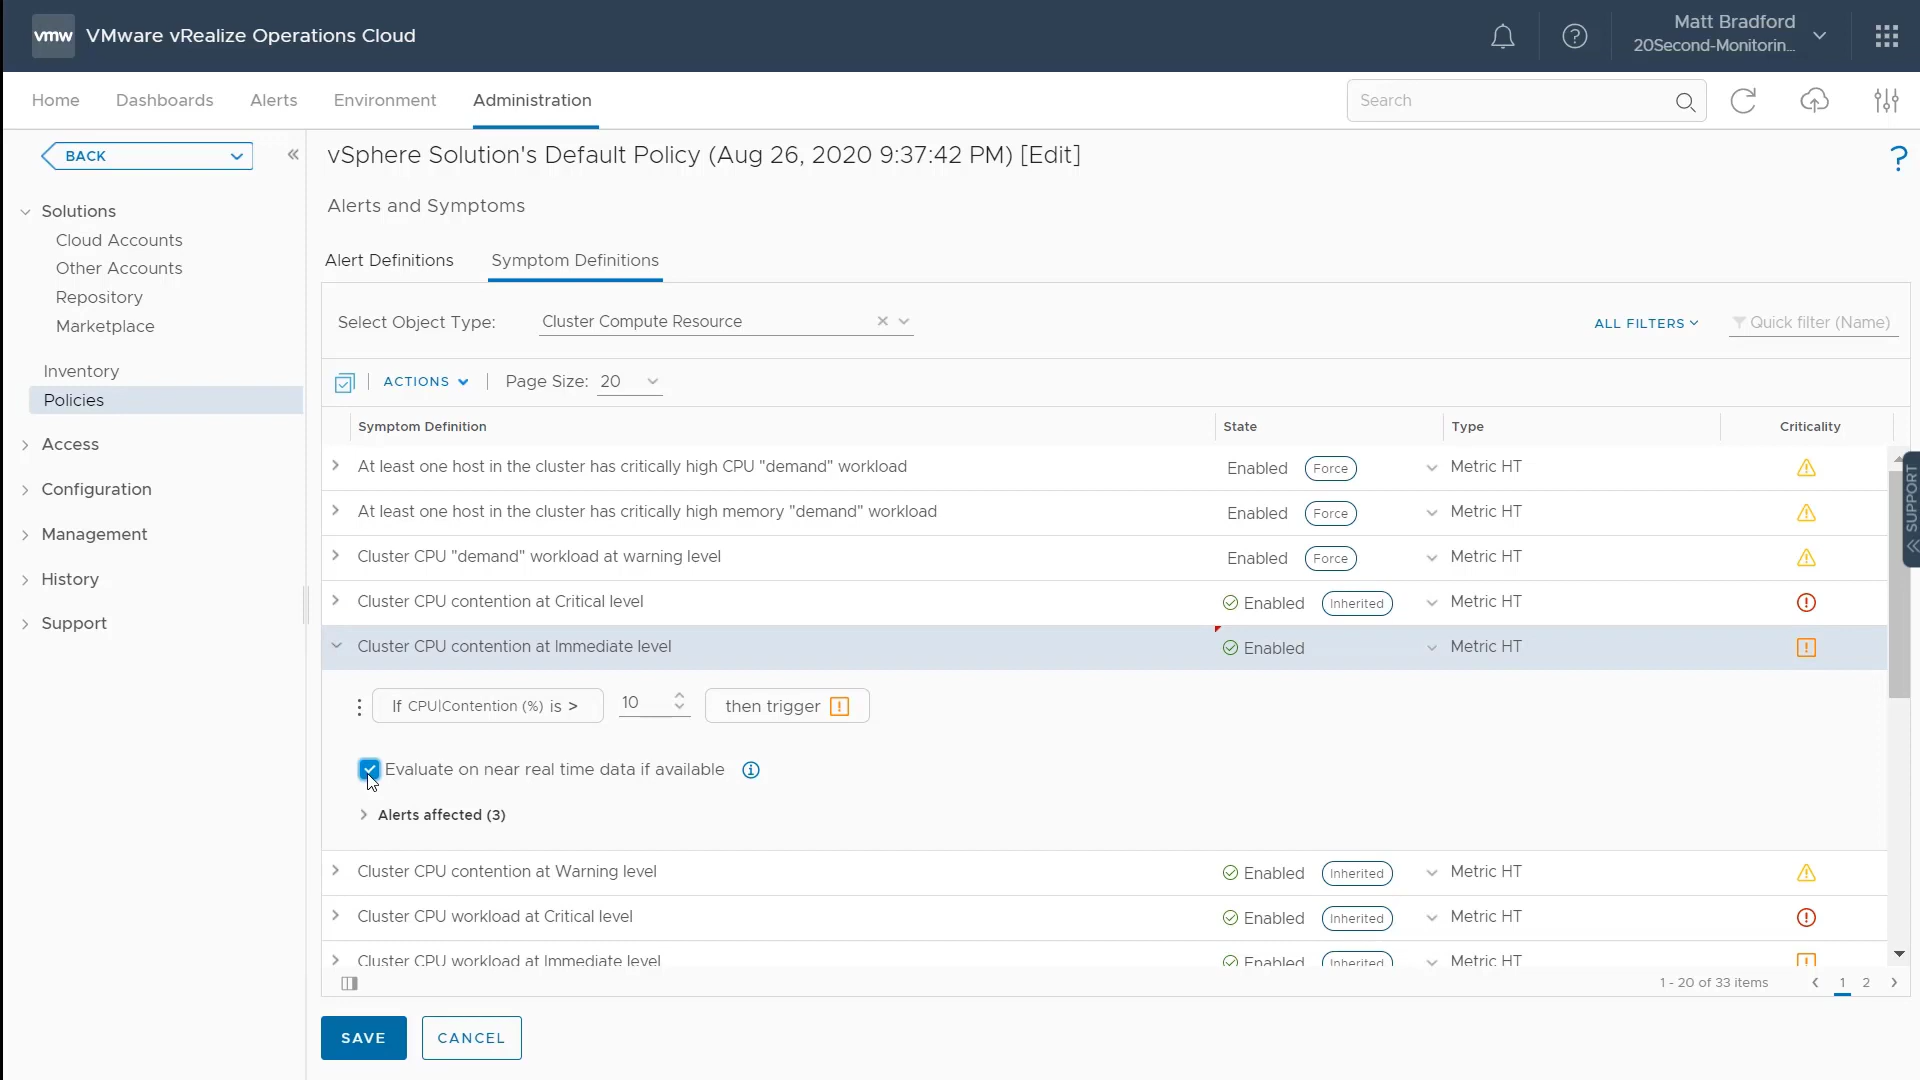 vmw VMware vRealize Operations Cloud
Matt Bradford
20Second-Monitorin...
Home Dashboards Alerts Environment Administration
Search
BACK
Solutions
Cloud Accounts
Other Accounts
Repository
Marketplace
Inventory
Policies
Access
Configuration
Management
History
Support
vSphere Solution's Default Policy (Aug 26, 2020 9:37:42 PM) [Edit]
?
Alerts and Symptoms
Alert Definitions Symptom Definitions
Select Object Type: Cluster Compute Resource
ALL FILTERS Quick filter (Name)
ACTIONS Page Size: 20
Symptom Definition State Type Criticality
At least one host in the cluster has critically high CPU "demand" workload Enabled Force Metric HT
At least one host in the cluster has critically high memory "demand" workload Enabled Force Metric HT
Cluster CPU "demand" workload at warning level Enabled Force Metric HT
Cluster CPU contention at Critical level Enabled Inherited Metric HT
Cluster CPU contention at Immediate level Enabled Metric HT
If CPU|Contention (%) is > 10 then trigger
Evaluate on near real time data if available
Alerts affected (3)
Cluster CPU contention at Warning level Enabled Inherited Metric HT
Cluster CPU workload at Critical level Enabled Inherited Metric HT
Cluster CPU workload at Immediate level Enabled Inherited Metric HT
1 - 20 of 33 items 1 2
SAVE CANCEL
SUPPORT